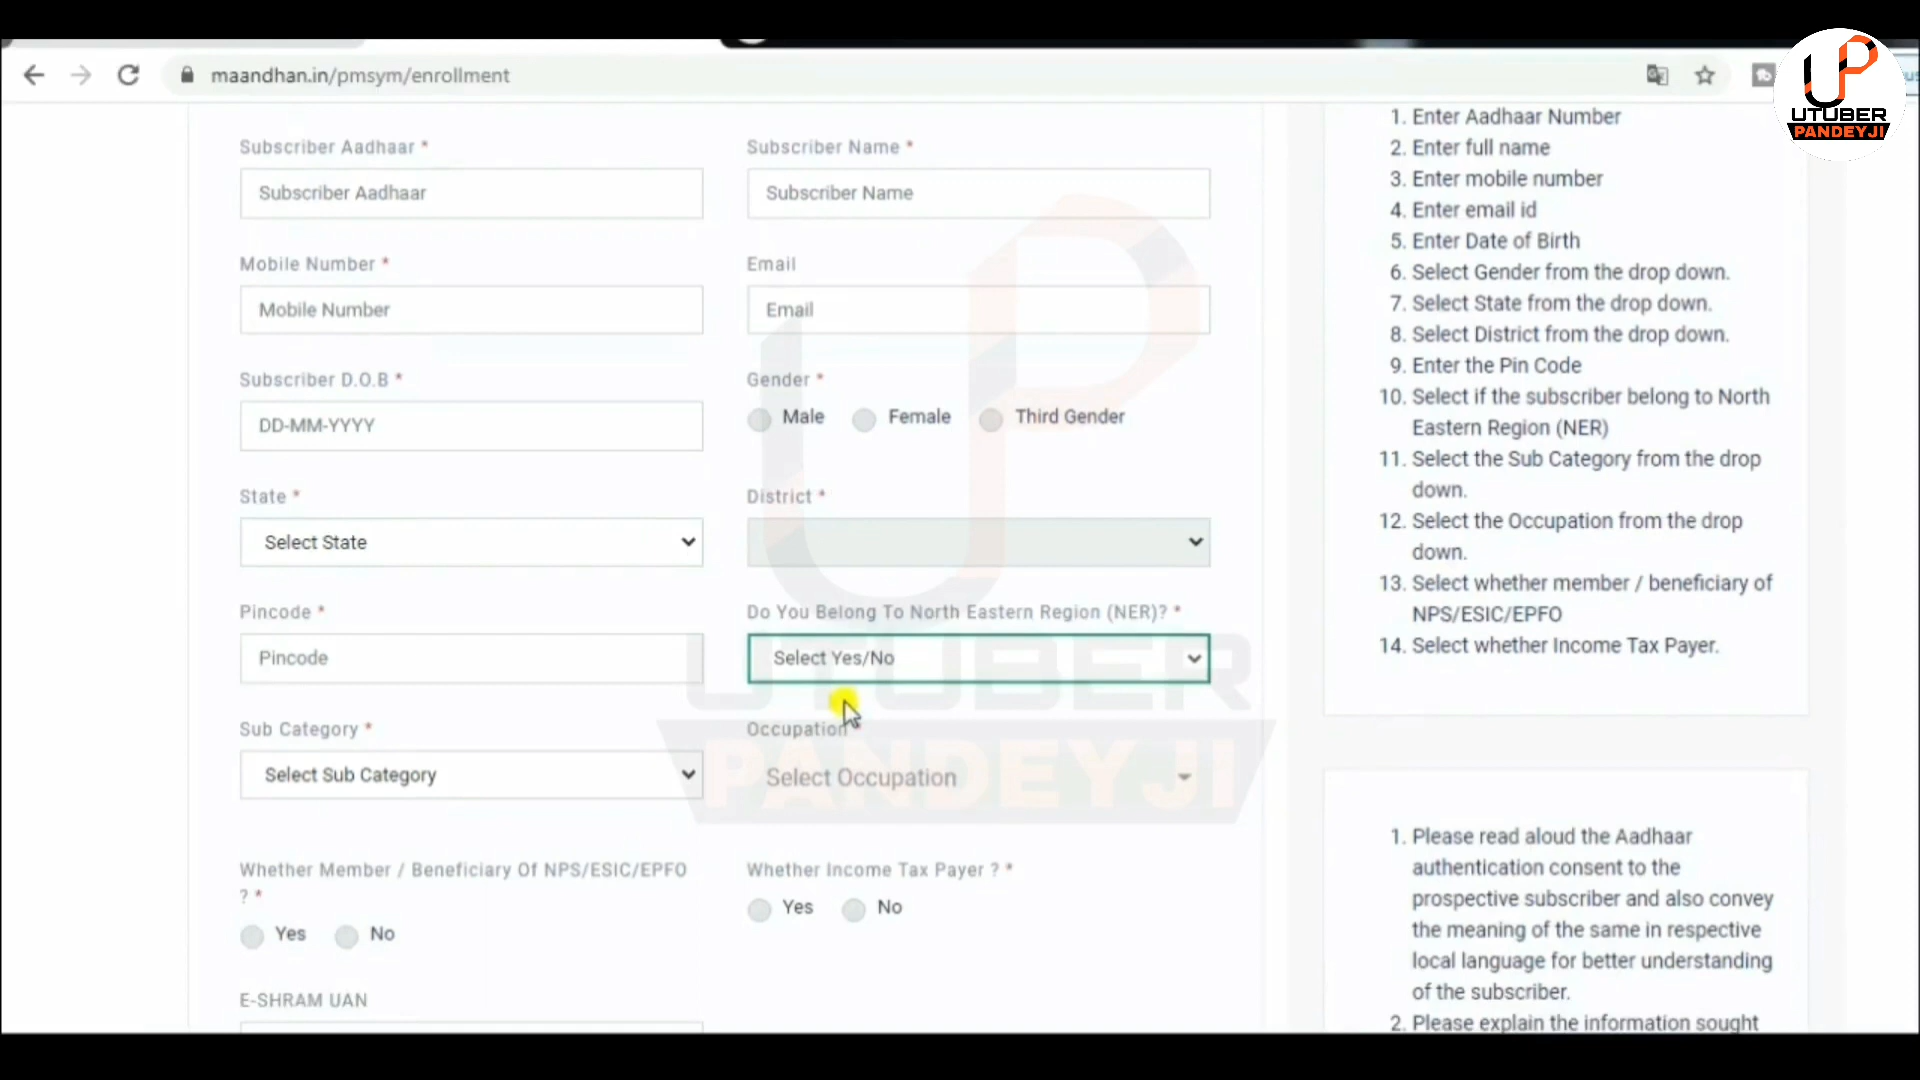 maandhan.in/pmsym/enrollment
UP
UTUBER
PANDEYJI
Subscriber Aadhaar *
Subscriber Name *
Subscriber Aadhaar
Subscriber Name
Mobile Number *
Email
Mobile Number
Email
Subscriber D.O.B *
Gender *
DD-MM-YYYY
Male
Female
Third Gender
State *
District *
Select State
Pincode *
Do You Belong To North Eastern Region (NER)? *
Pincode
Select Yes/No
UTUBER
PANDEYJI
Sub Category *
Occupation *
Select Sub Category
Select Occupation
Whether Member / Beneficiary Of NPS/ESIC/EPFO
? *
Whether Income Tax Payer ? *
Yes
No
Yes
No
E-SHRAM UAN
1. Enter Aadhaar Number
2. Enter full name
3. Enter mobile number
4. Enter email id
5. Enter Date of Birth
6. Select Gender from the drop down.
7. Select State from the drop down.
8. Select District from the drop down.
9. Enter the Pin Code
10. Select if the subscriber belong to North
Eastern Region (NER)
11. Select the Sub Category from the drop
down.
12. Select the Occupation from the drop
down.
13. Select whether member / beneficiary of
NPS/ESIC/EPFO
14. Select whether Income Tax Payer.
1. Please read aloud the Aadhaar
authentication consent to the
prospective subscriber and also convey
the meaning of the same in respective
local language for better understanding
of the subscriber.
2. Please explain the information sought